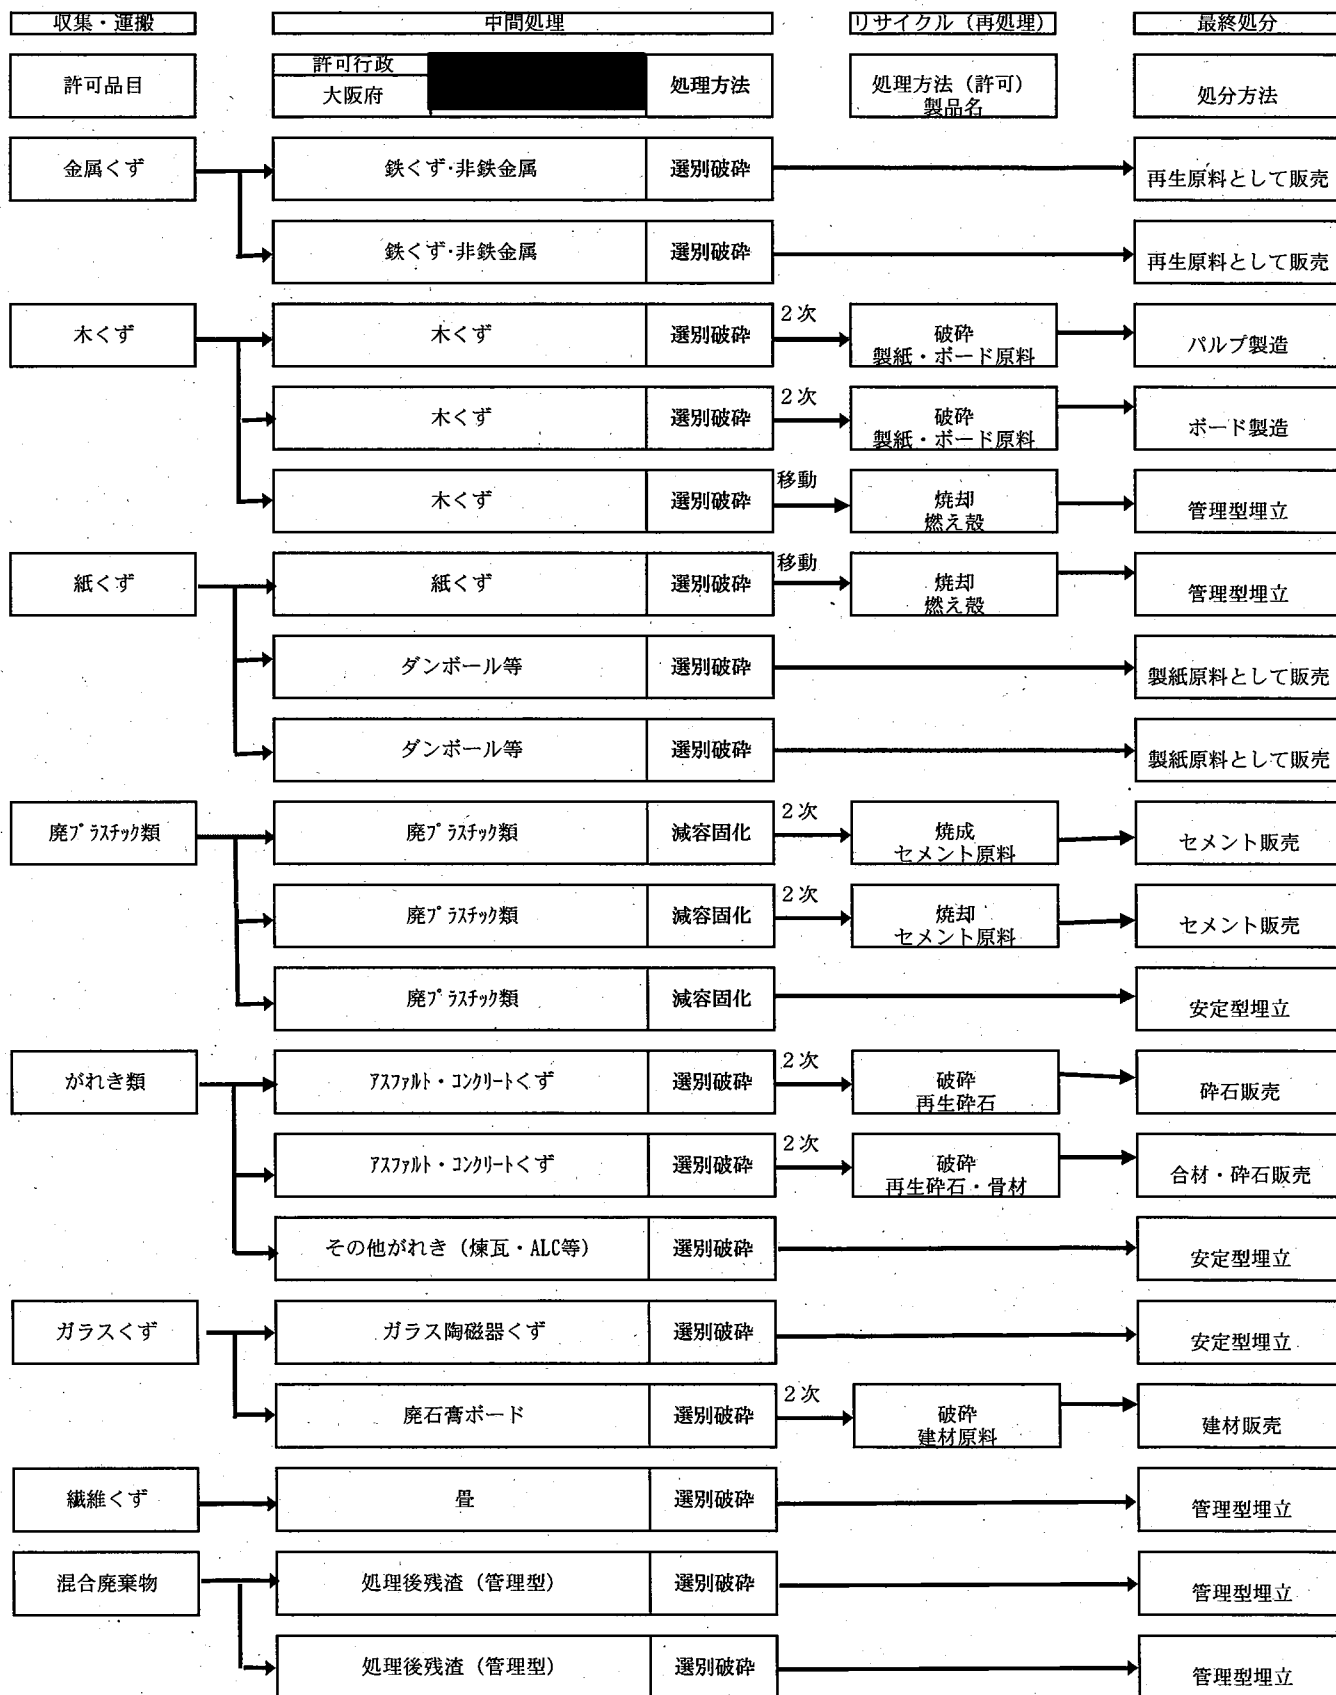 収集・運搬
中間処理
リサイクル（再処理）
最終処分
許可品目
許可行政
大阪府
処理方法
処理方法（許可）
製品名
処分方法
金属くず
鉄くず・非鉄金属
選別破砕
再生原料として販売
鉄くず・非鉄金属
選別破砕
再生原料として販売
木くず
木くず
選別破砕
2次
破砕
製紙・ボード原料
パルプ製造
木くず
選別破砕
2次
破砕
製紙・ボード原料
ボード製造
木くず
選別破砕
移動
焼却
燃え殻
管理型埋立
紙くず
紙くず
選別破砕
移動
焼却
燃え殻
管理型埋立
ダンボール等
選別破砕
製紙原料として販売
ダンボール等
選別破砕
製紙原料として販売
廃ﾌﾟﾗｽﾁｯｸ類
廃ﾌﾟﾗｽﾁｯｸ類
減容固化
2次
焼成
セメント原料
セメント販売
廃ﾌﾟﾗｽﾁｯｸ類
減容固化
2次
焼却
セメント原料
セメント販売
廃ﾌﾟﾗｽﾁｯｸ類
減容固化
安定型埋立
がれき類
ｱｽﾌｧﾙﾄ・ｺﾝｸﾘｰﾄくず
選別破砕
2次
破砕
再生砕石
砕石販売
ｱｽﾌｧﾙﾄ・ｺﾝｸﾘｰﾄくず
選別破砕
2次
破砕
再生砕石・骨材
合材・砕石販売
その他がれき（煉瓦・ALC等）
選別破砕
安定型埋立
ガラスくず
ガラス陶磁器くず
選別破砕
安定型埋立
廃石膏ボード
選別破砕
2次
破砕
建材原料
建材販売
繊維くず
畳
選別破砕
管理型埋立
混合廃棄物
処理後残渣（管理型）
選別破砕
管理型埋立
処理後残渣（管理型）
選別破砕
管理型埋立